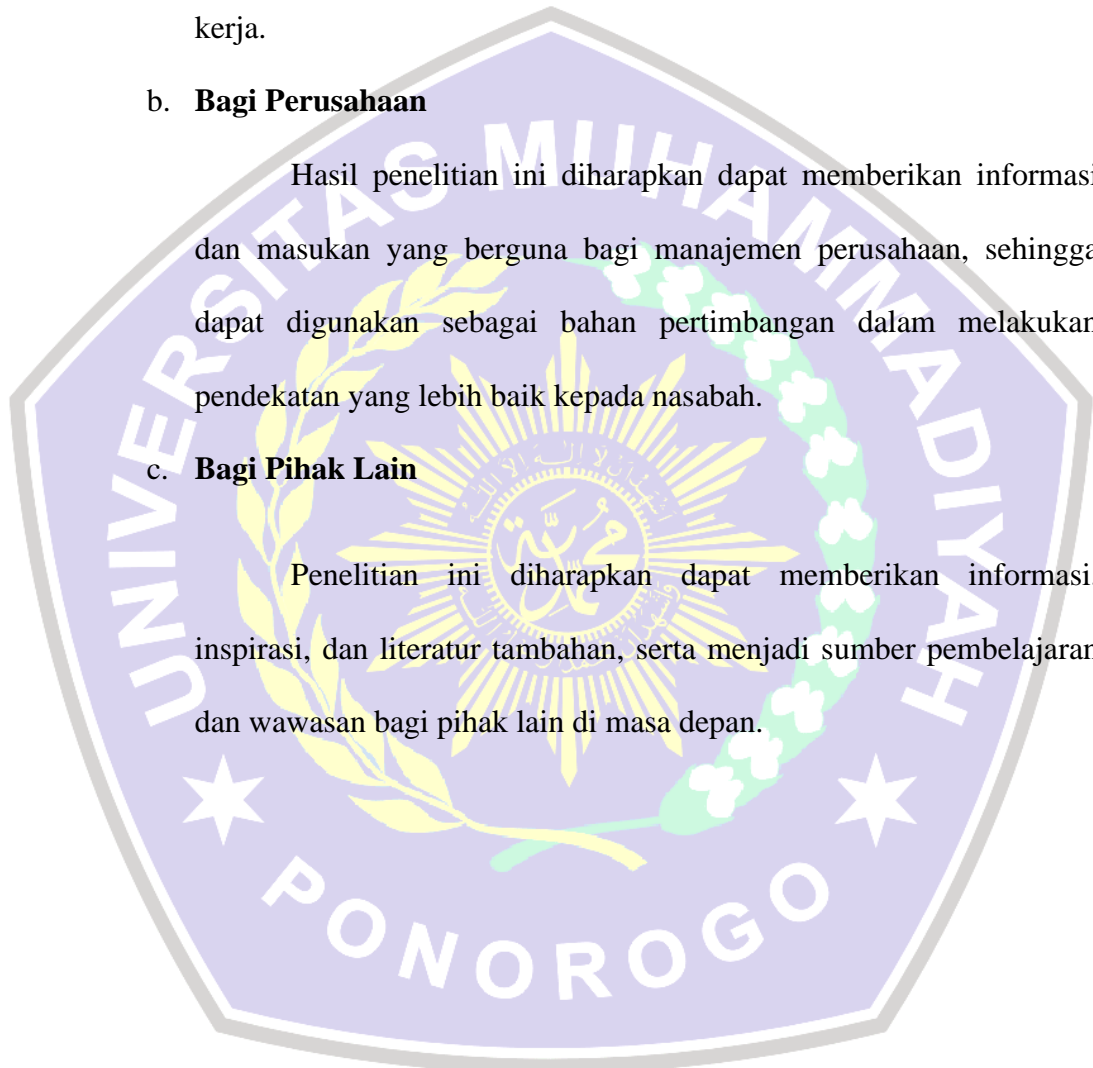 kerja.
b. Bagi Perusahaan
Hasil penelitian ini diharapkan dapat memberikan informasi
dan masukan yang berguna bagi manajemen perusahaan, sehingga
dapat digunakan sebagai bahan pertimbangan dalam melakukan
pendekatan yang lebih baik kepada nasabah.
c. Bagi Pihak Lain
Penelitian ini diharapkan dapat memberikan informasi,
inspirasi, dan literatur tambahan, serta menjadi sumber pembelajaran
dan wawasan bagi pihak lain di masa depan.
UNIVERSITAS MUHAMMADIYAH
PONOROGO
محمدية